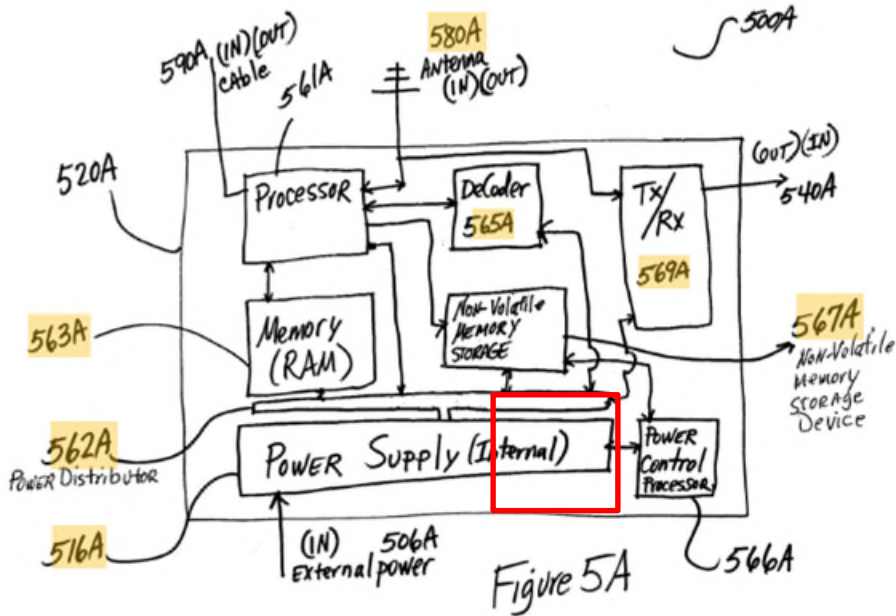 500A
590A (IN)(OUT)
CAble
561A
580A
Antenna
(IN)(OUT)
520A
Processor
DeCoder
565A
Tx/
Rx
569A
(OUT)(IN)
540A
563A
Memory
(RAM)
Non-Volatile
Memory
Storage
567A
Non-Volatile
Memory
Storage
Device
562A
Power Distributor
Power Supply (Internal)
Power
Control
Processor
516A
(IN) 506A
External power
566A
Figure 5A